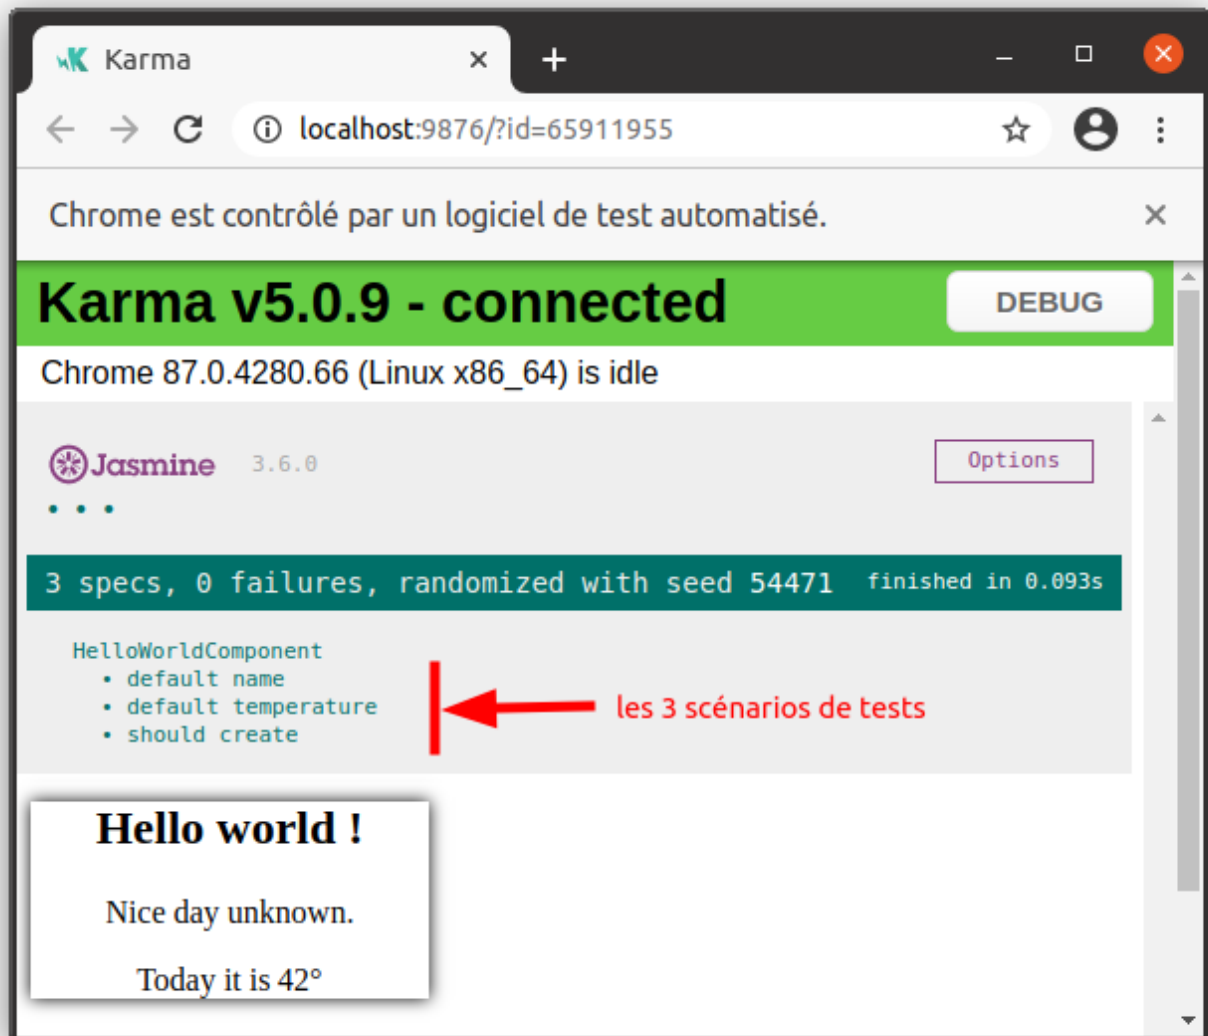 Karma
localhost:9876/?id=65911955
Chrome est contrôlé par un logiciel de test automatisé.
Karma v5.0.9 - connected
DEBUG
Chrome 87.0.4280.66 (Linux x86_64) is idle
Jasmine 3.6.0
Options
• • •
3 specs, 0 failures, randomized with seed 54471 finished in 0.093s
HelloWorldComponent
• default name
• default temperature
• should create
les 3 scénarios de tests
Hello world !
Nice day unknown.
Today it is 42°